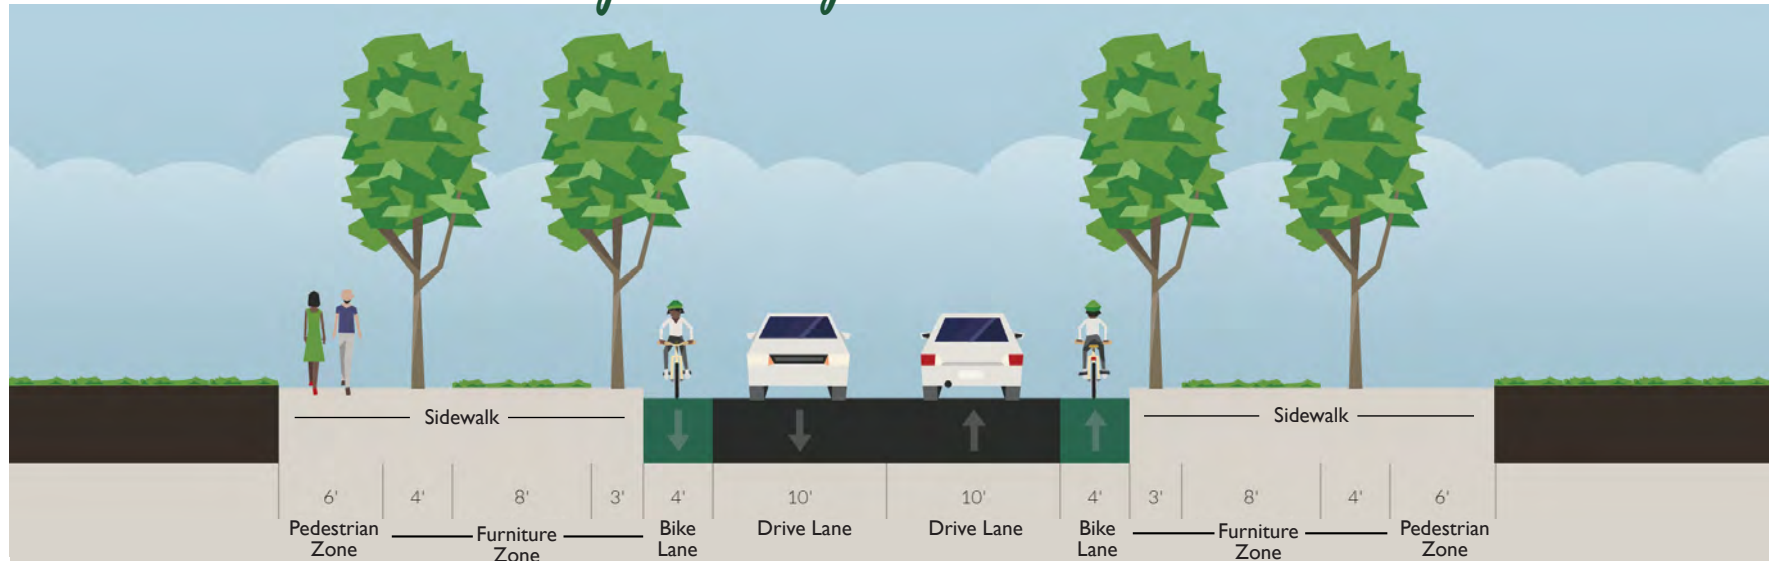 Sidewalk
Sidewalk
6' 4' 8' 3' 4' 10' 10' 4' 3' 8' 4' 6'
Pedestrian
Zone
Furniture
Zone
Bike
Lane
Drive Lane
Drive Lane
Bike
Lane
Furniture
Zone
Pedestrian
Zone